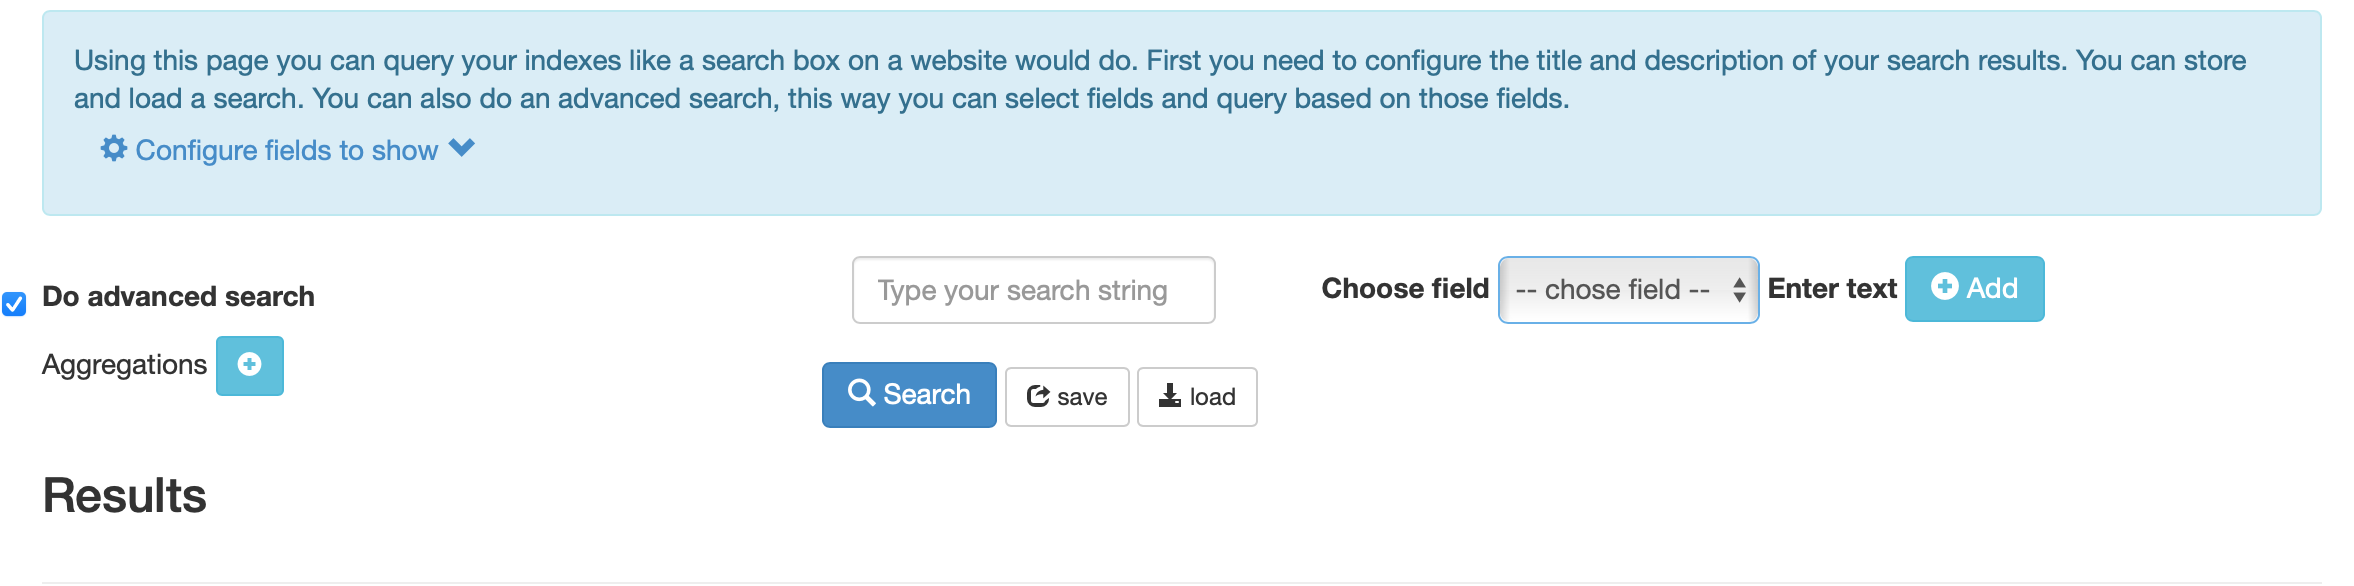 Using this page you can query your indexes like a search box on a website would do. First you need to configure the title and description of your search results. You can store
and load a search. You can also do an advanced search, this way you can select fields and query based on those fields.
Configure fields to show
Do advanced search
Type your search string
Choose field -- chose field -- Enter text Add
Aggregations
Search save load
Results